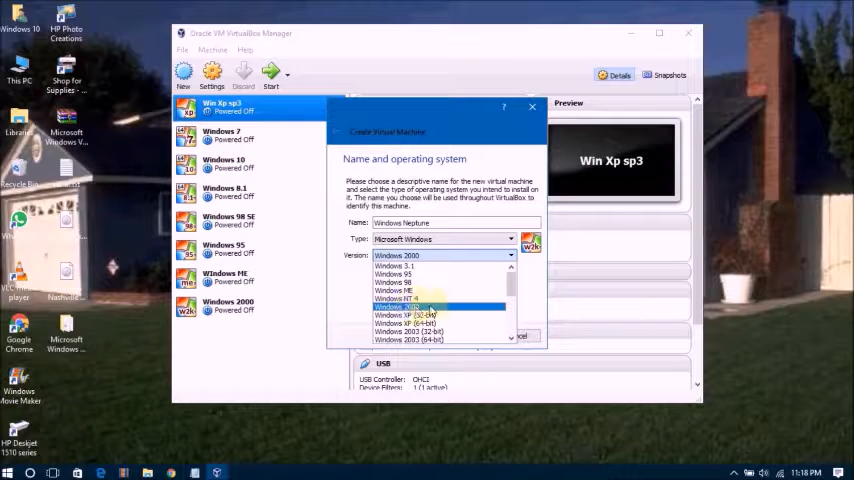 Windows 10
HP Photo
Creations
This PC
Shop for
Supplies - ...
Libraries
Microsoft
Windows V...
Recycle Bin
VLC media
player
Nashville...
Google
Chrome
Microsoft
Windows ...
Windows
Movie Maker
HP Deskjet
1510 series
Oracle VM VirtualBox Manager
File Machine Help
New Settings Discard Start
Details Snapshots
Win Xp sp3
Powered Off
Windows 7
Powered Off
Windows 10
Powered Off
Windows 8.1
Powered Off
Windows 98 SE
Powered Off
Windows 95
Powered Off
WIndows ME
Powered Off
Windows 2000
Powered Off
Preview
Win Xp sp3
? ×
Create Virtual Machine
Name and operating system
Please choose a descriptive name for the new virtual machine
and select the type of operating system you intend to install on
it. The name you choose will be used throughout VirtualBox to
identify this machine.
Name: Windows Neptune
Type: Microsoft Windows
Version: Windows 2000
Windows 3.1
Windows 95
Windows 98
Windows ME
Windows NT 4
Windows 2000
Windows XP (32-bit)
Windows XP (64-bit)
Windows 2003 (32-bit)
Windows 2003 (64-bit)
USB
USB Controller: OHCI
Device Filters: 1 (1 active)
11:18 PM